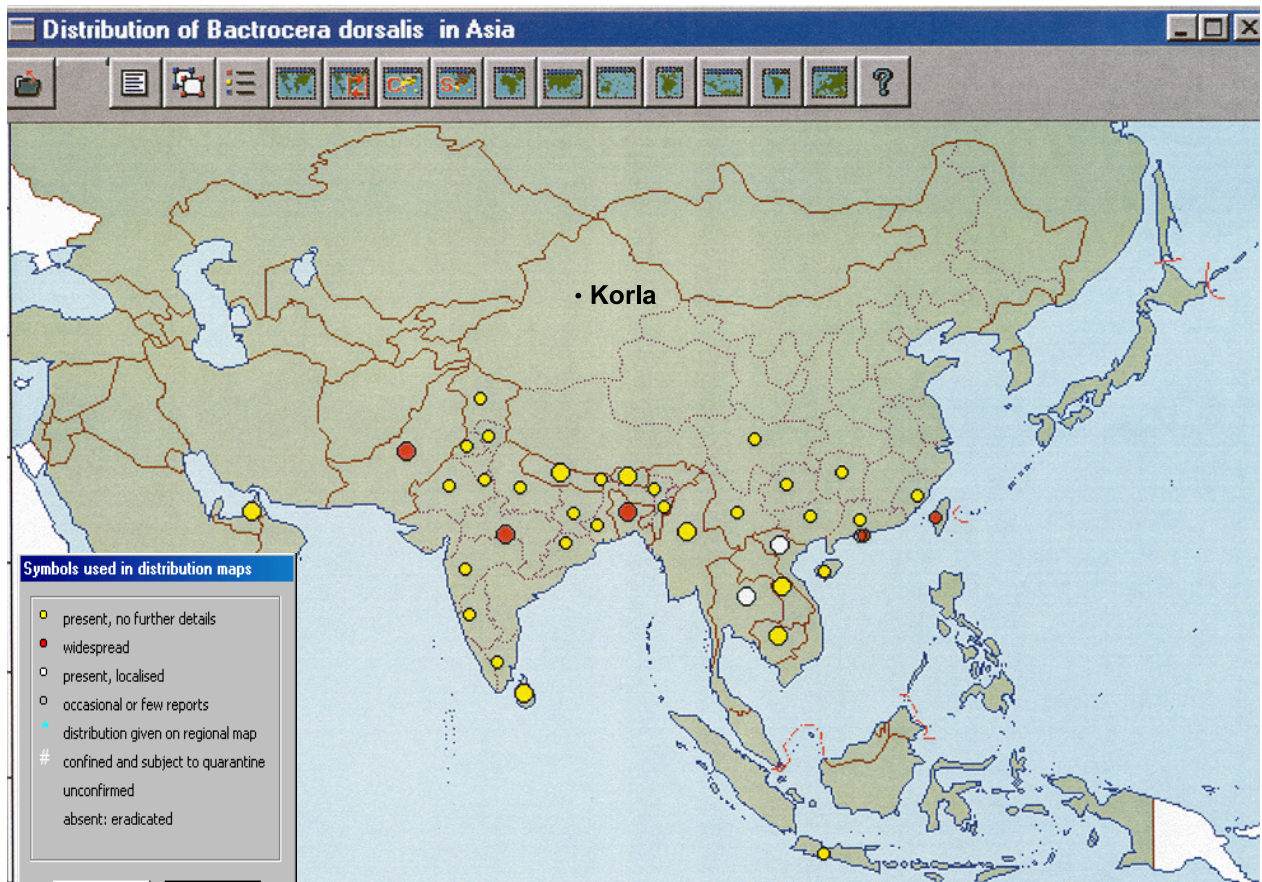 Distribution of Bactrocera dorsalis in Asia
C
S
?
• Korla
Symbols used in distribution maps
present, no further details
widespread
present, localised
occasional or few reports
distribution given on regional map
# confined and subject to quarantine
unconfirmed
absent: eradicated